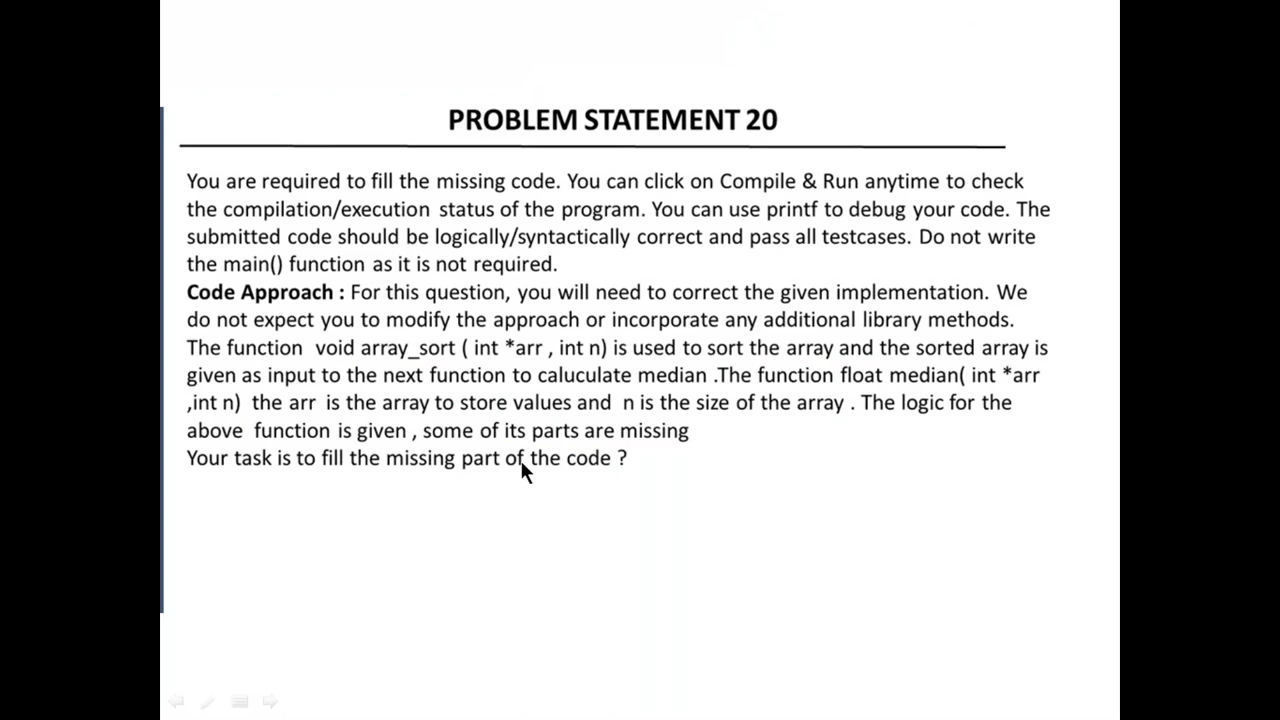 PROBLEM STATEMENT 20
You are required to fill the missing code. You can click on Compile & Run anytime to check
the compilation/execution status of the program. You can use printf to debug your code. The
submitted code should be logically/syntactically correct and pass all testcases. Do not write
the main() function as it is not required.
Code Approach : For this question, you will need to correct the given implementation. We
do not expect you to modify the approach or incorporate any additional library methods.
The function void array_sort ( int *arr , int n) is used to sort the array and the sorted array is
given as input to the next function to caluculate median .The function float median( int *arr
,int n) the arr is the array to store values and n is the size of the array . The logic for the
above function is given , some of its parts are missing
Your task is to fill the missing part of the code ?